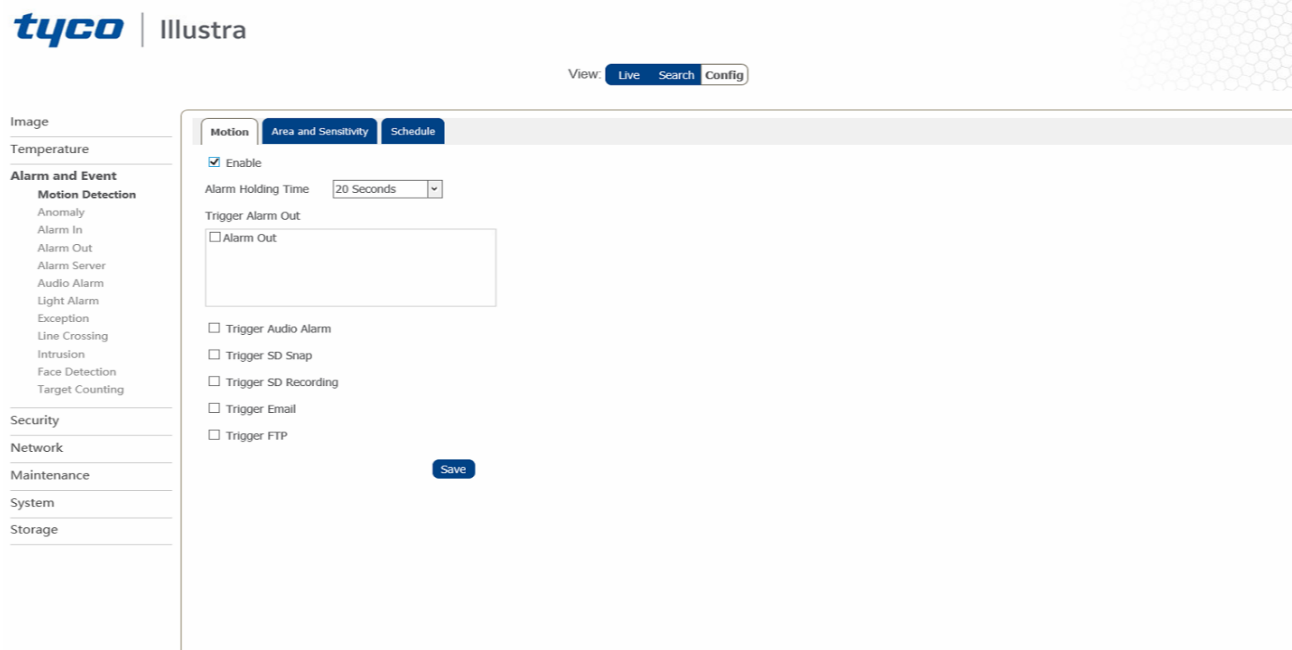 tyco | Illustra
View: Live Search Config
Image
Temperature
Alarm and Event
Motion Detection
Anomaly
Alarm In
Alarm Out
Alarm Server
Audio Alarm
Light Alarm
Exception
Line Crossing
Intrusion
Face Detection
Target Counting
Security
Network
Maintenance
System
Storage
Motion Area and Sensitivity Schedule
Enable
Alarm Holding Time 20 Seconds
Trigger Alarm Out
Alarm Out
Trigger Audio Alarm
Trigger SD Snap
Trigger SD Recording
Trigger Email
Trigger FTP
Save